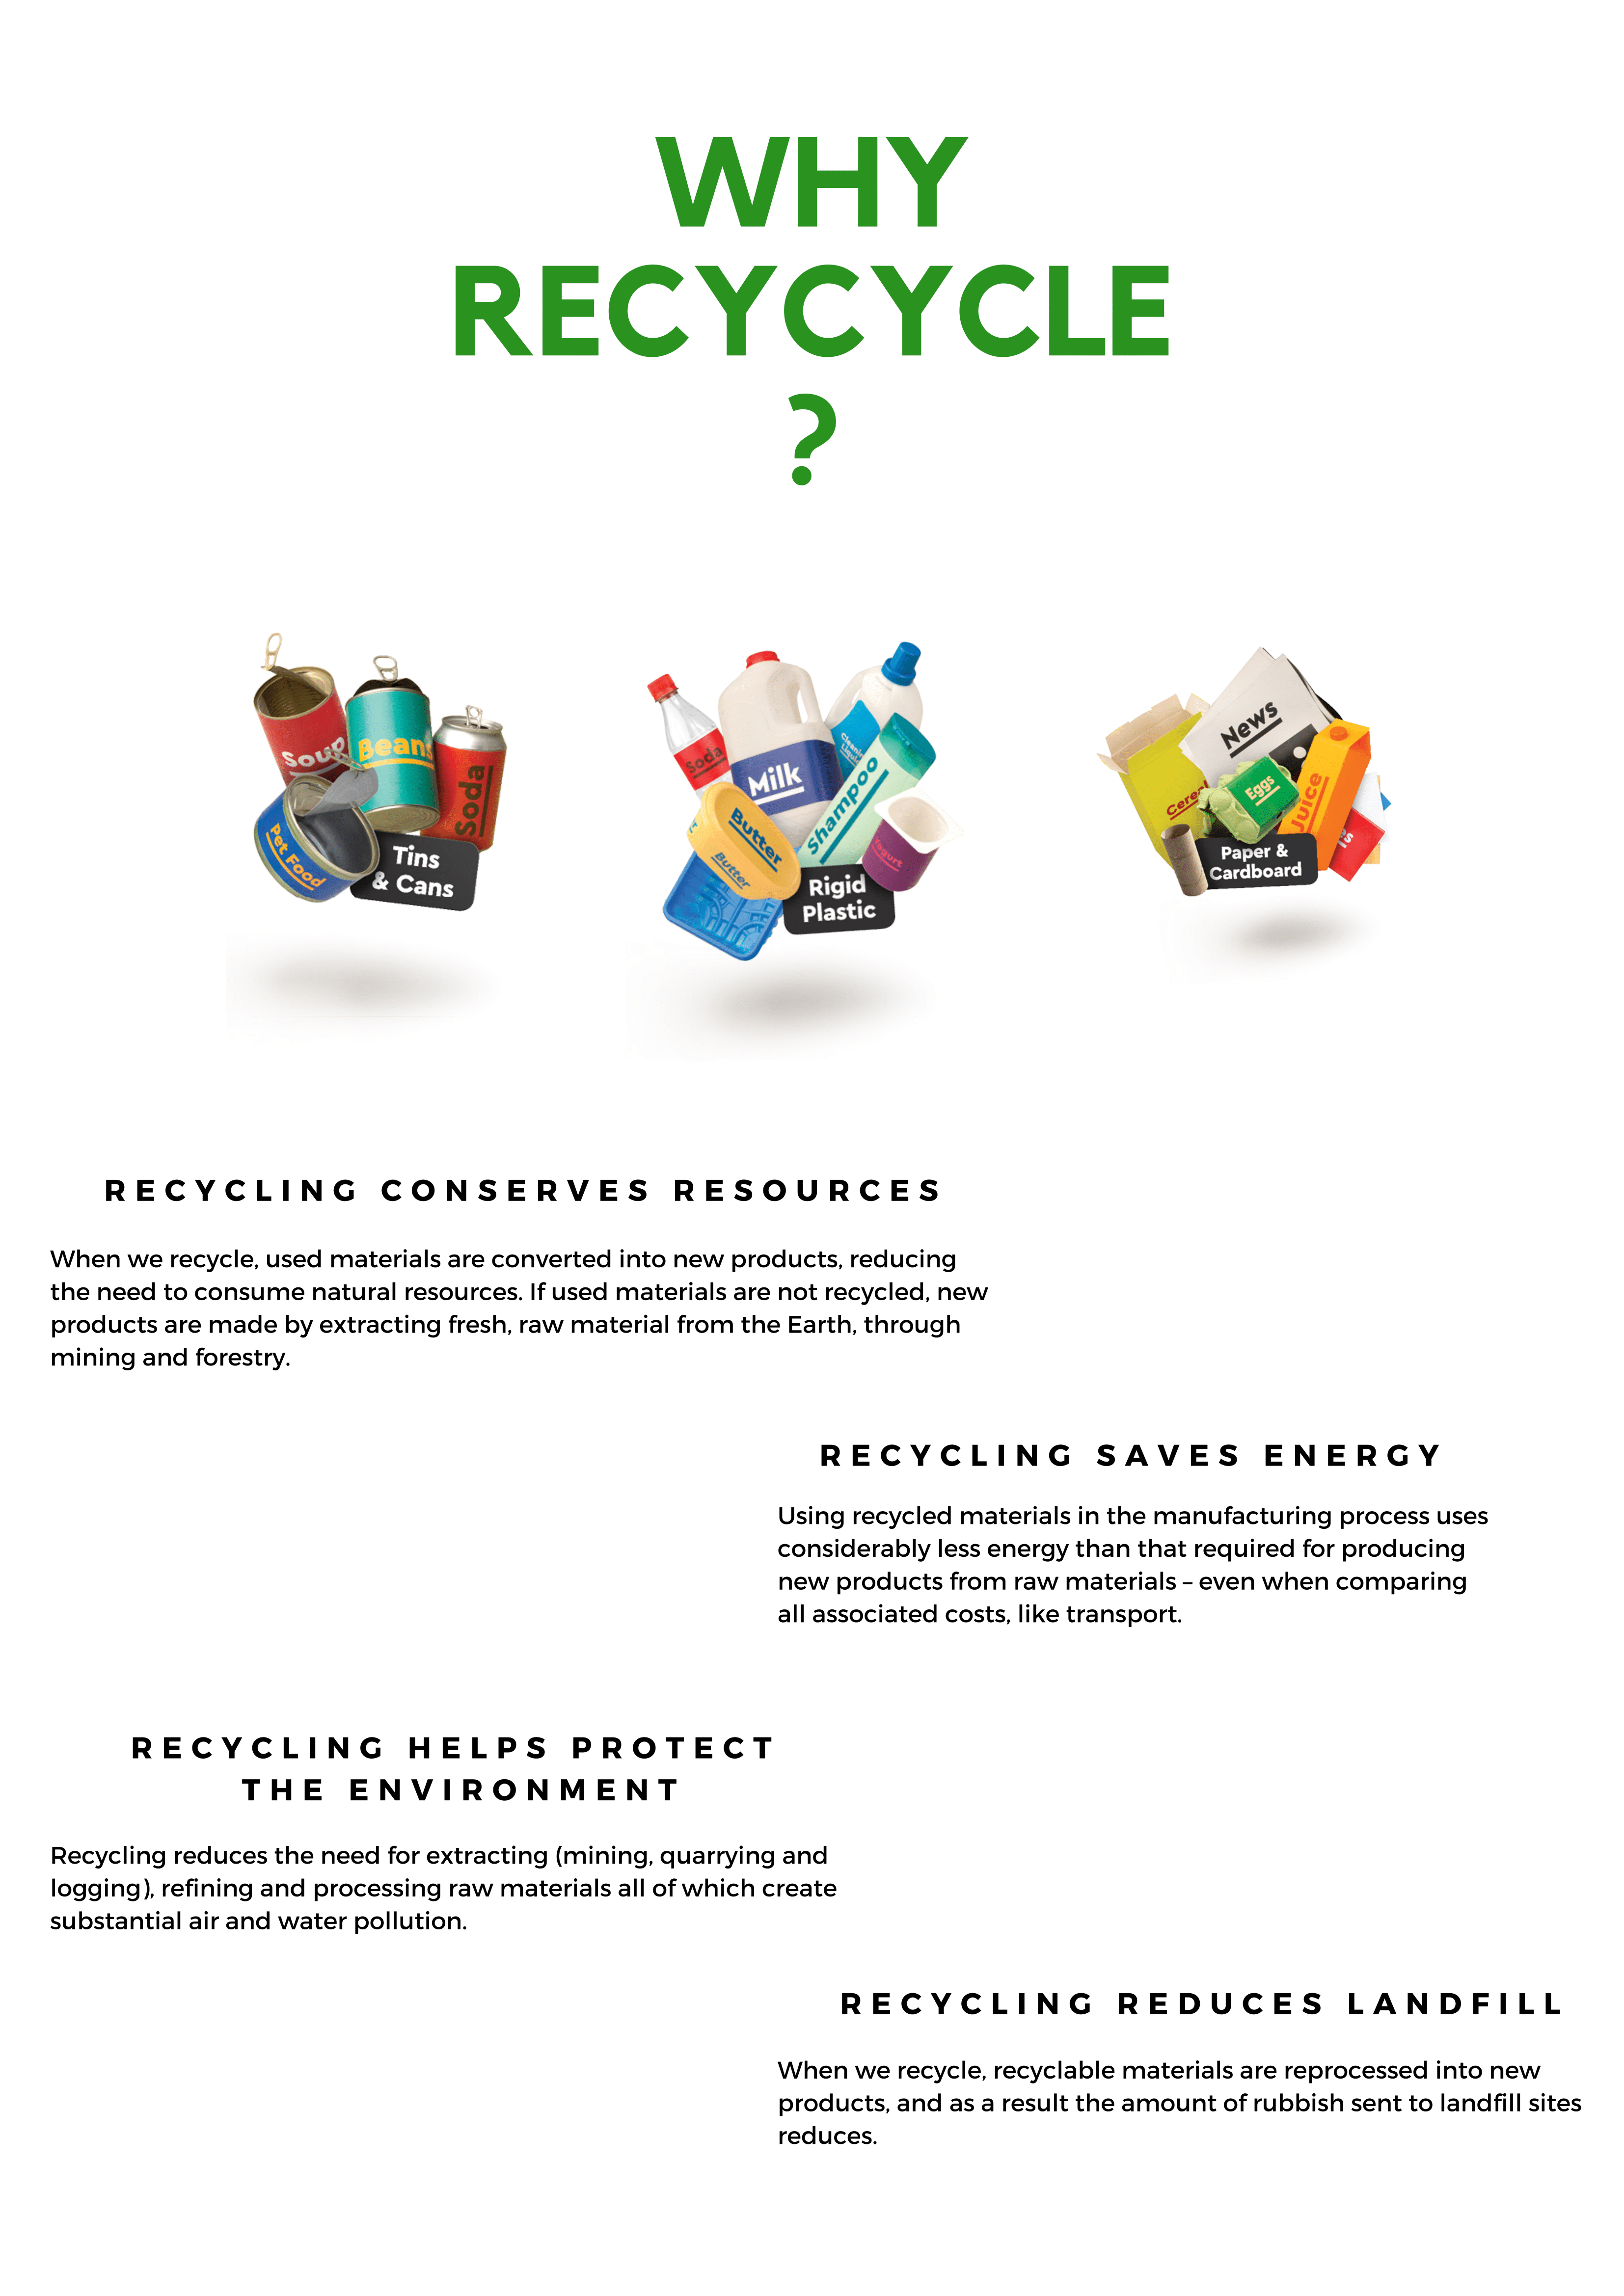 WHY
RECYCYCLE
?
Soup
Beans
Soda
Pet Food
Tins
& Cans
Soda
Milk
Cleaning
Liquid
Shampoo
Butter
Butter
Yogurt
Rigid
Plastic
News
Cereal
Eggs
Juice
Paper &
Cardboard
RECYCLING CONSERVES RESOURCES
When we recycle, used materials are converted into new products, reducing
the need to consume natural resources. If used materials are not recycled, new
products are made by extracting fresh, raw material from the Earth, through
mining and forestry.
RECYCLING SAVES ENERGY
Using recycled materials in the manufacturing process uses
considerably less energy than that required for producing
new products from raw materials – even when comparing
all associated costs, like transport.
RECYCLING HELPS PROTECT
THE ENVIRONMENT
Recycling reduces the need for extracting (mining, quarrying and
logging), refining and processing raw materials all of which create
substantial air and water pollution.
RECYCLING REDUCES LANDFILL
When we recycle, recyclable materials are reprocessed into new
products, and as a result the amount of rubbish sent to landfill sites
reduces.